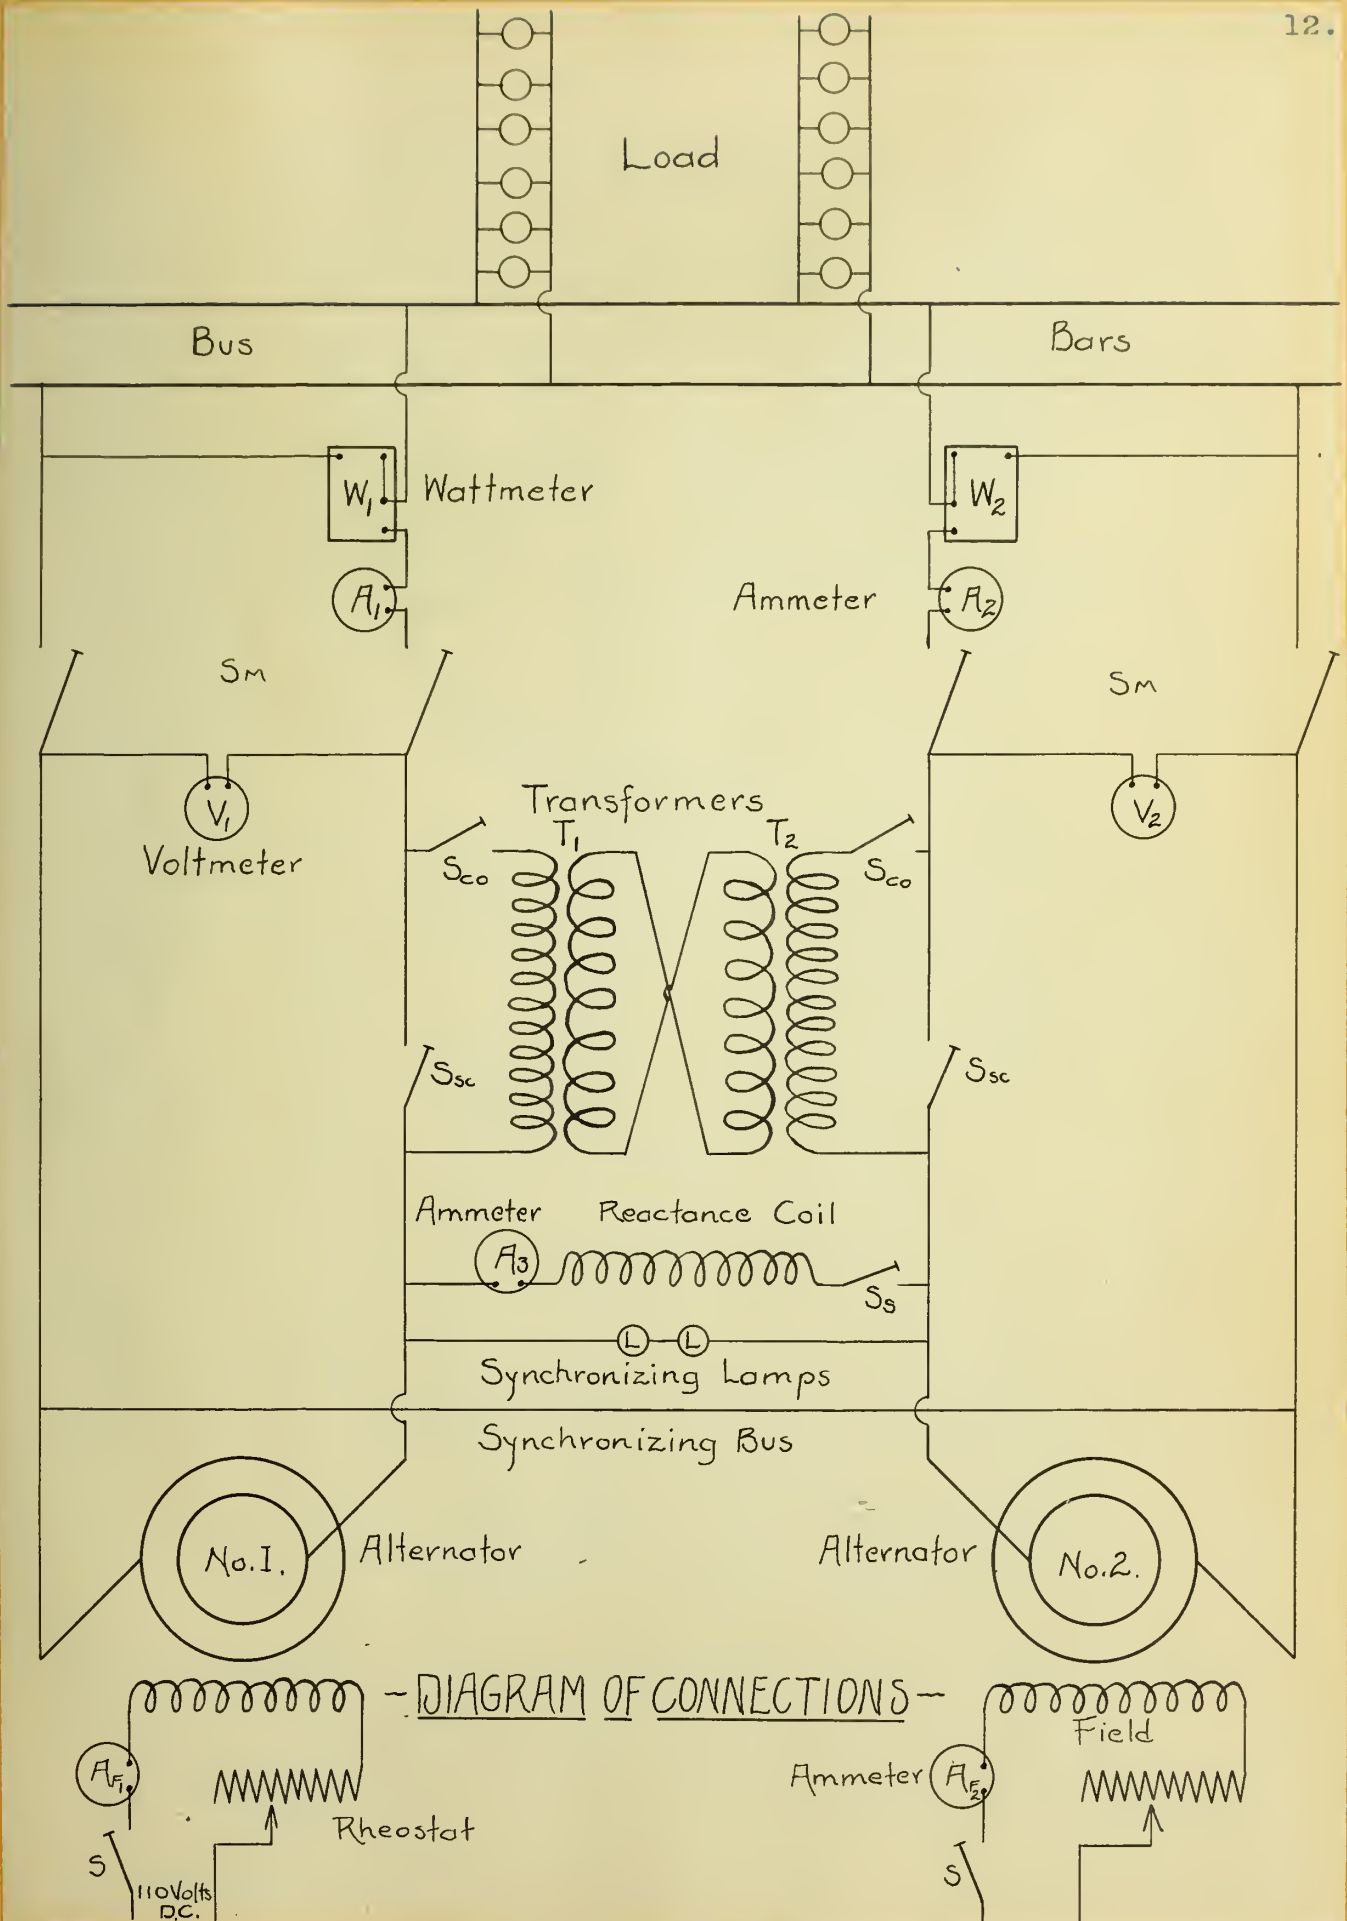 12.
Load
Bus Bars
W1 Wattmeter W2
A1 Ammeter A2
SM SM
V1 Transformers V2
Voltmeter T1 T2
Sco Sco
Ssc Ssc
Ammeter Reactance Coil
A3
Ss
L L
Synchronizing Lamps
Synchronizing Bus
No.1. Alternator Alternator No.2.
-DIAGRAM OF CONNECTIONS-
Field
AF1 Ammeter AF2
Rheostat
S S
110 Volts
D.C.